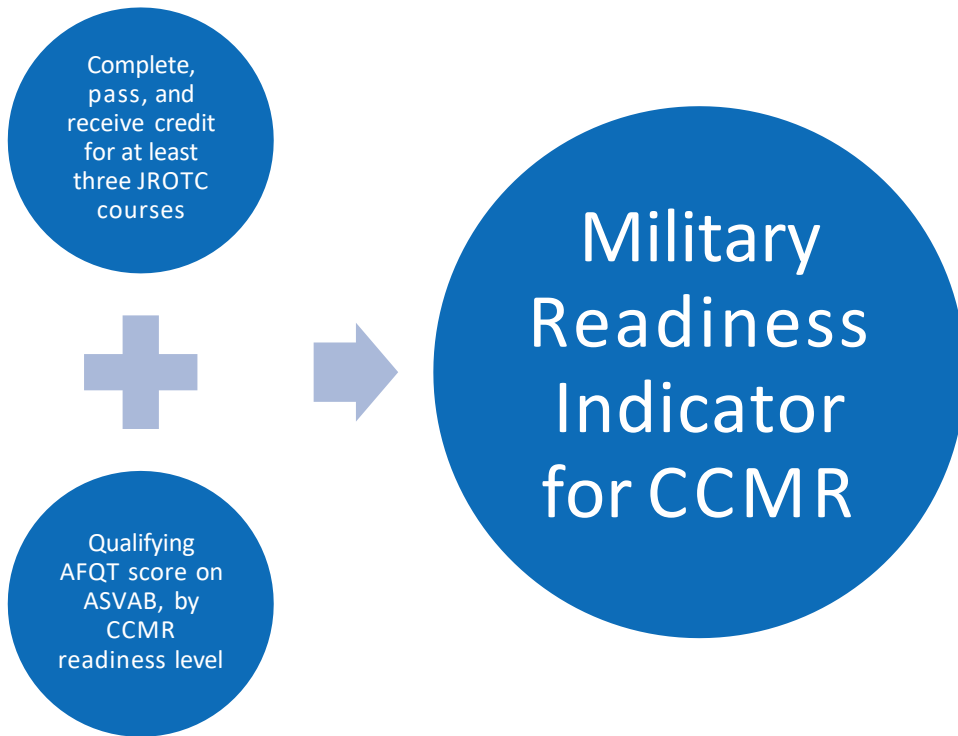 Complete,
pass, and
receive credit
for at least
three JROTC
courses
Qualifying
AFQT score on
ASVAB, by
CCMR
readiness level
Military
Readiness
Indicator
for CCMR